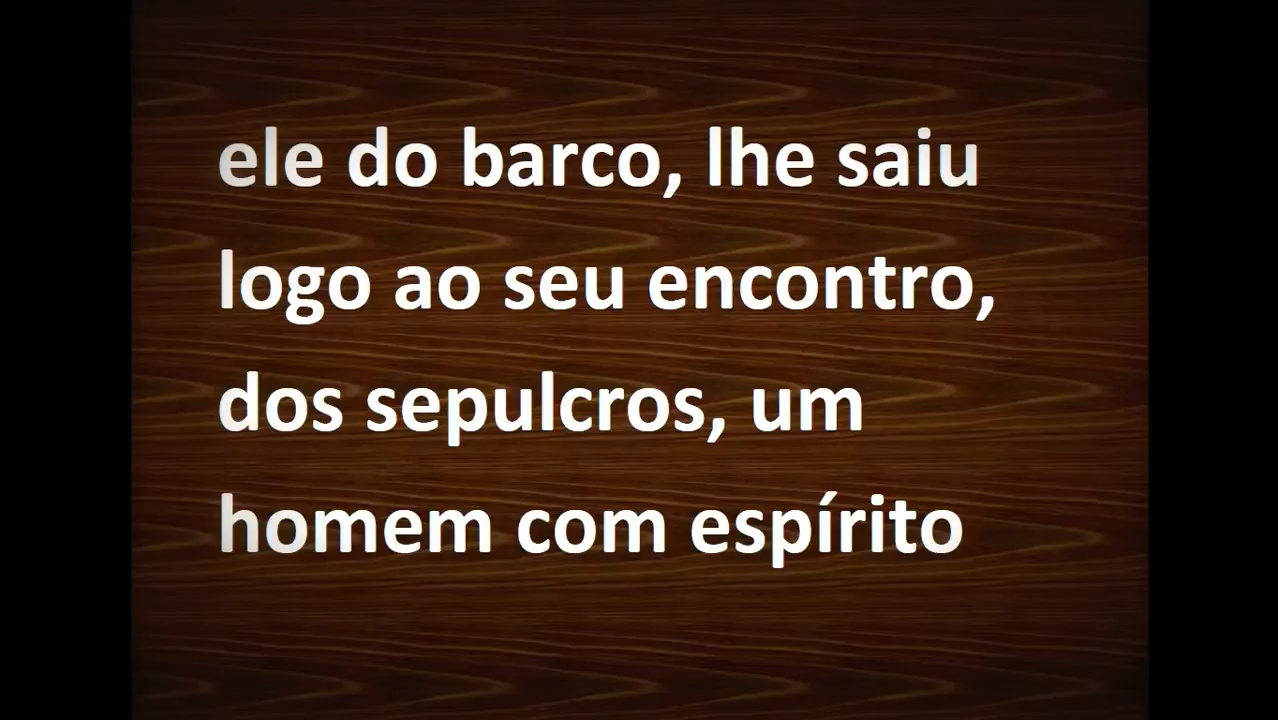 ele do barco, lhe saiu
logo ao seu encontro,
dos sepulcros, um
homem com espírito